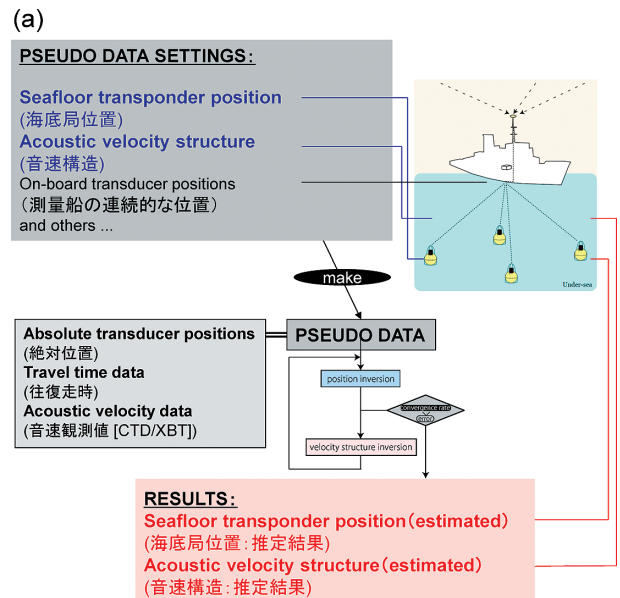 (a)
PSEUDO DATA SETTINGS:
Seafloor transponder position
(海底局位置)
Acoustic velocity structure
(音速構造)
On-board transducer positions
(測量船の連続的な位置)
and others ...
Under-sea
make
Absolute transducer positions
(絶対位置)
Travel time data
(往復走時)
Acoustic velocity data
(音速観測値 [CTD/XBT])
PSEUDO DATA
position inversion
convergence rate
error
velocity structure inversion
RESULTS:
Seafloor transponder position(estimated)
(海底局位置:推定結果)
Acoustic velocity structure(estimated)
(音速構造:推定結果)